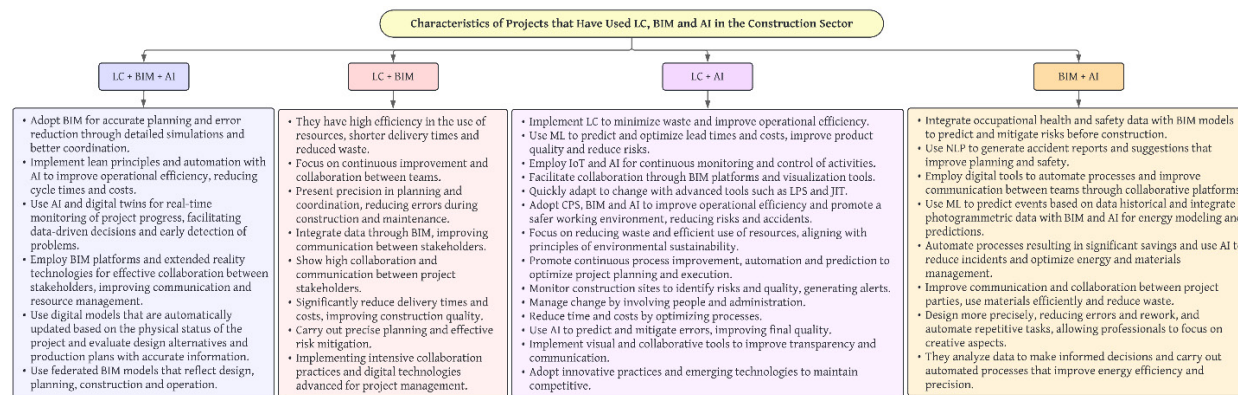 Characteristics of Projects that Have Used LC, BIM and AI in the Construction Sector
LC + BIM + AI
• Adopt BIM for accurate planning and error
reduction through detailed simulations and
better coordination.
• Implement lean principles and automation with
AI to improve operational efficiency, reducing
cycle times and costs.
• Use AI and digital twins for real-time
monitoring of project progress, facilitating
data-driven decisions and early detection of
problems.
• Employ BIM platforms and extended reality
technologies for effective collaboration between
stakeholders, improving communication and
resource management.
• Use digital models that are automatically
updated based on the physical status of the
project and evaluate design alternatives and
production plans with accurate information.
• Use federated BIM models that reflect design,
planning, construction and operation.
LC + BIM
• They have high efficiency in the use of
resources, shorter delivery times and
reduced waste.
• Focus on continuous improvement and
collaboration between teams.
• Present precision in planning and
coordination, reducing errors during
construction and maintenance.
• Integrate data through BIM, improving
communication between stakeholders.
• Show high collaboration and
communication between project
stakeholders.
• Significantly reduce delivery times and
costs, improving construction quality.
• Carry out precise planning and effective
risk mitigation.
• Implementing intensive collaboration
practices and digital technologies
advanced for project management.
LC + AI
• Implement LC to minimize waste and improve operational efficiency.
• Use ML to predict and optimize lead times and costs, improve product
quality and reduce risks.
• Employ IoT and AI for continuous monitoring and control of activities.
• Facilitate collaboration through BIM platforms and visualization tools.
• Quickly adapt to change with advanced tools such as LPS and JIT.
• Adopt CPS, BIM and AI to improve operational efficiency and promote a
safer working environment, reducing risks and accidents.
• Focus on reducing waste and efficient use of resources, aligning with
principles of environmental sustainability.
• Promote continuous process improvement, automation and prediction to
optimize project planning and execution.
• Monitor construction sites to identify risks and quality, generating alerts.
• Manage change by involving people and administration.
• Reduce time and costs by optimizing processes.
• Use AI to predict and mitigate errors, improving final quality.
• Implement visual and collaborative tools to improve transparency and
communication.
• Adopt innovative practices and emerging technologies to maintain
competitive.
BIM + AI
• Integrate occupational health and safety data with BIM models
to predict and mitigate risks before construction.
• Use NLP to generate accident reports and suggestions that
improve planning and safety.
• Employ digital tools to automate processes and improve
communication between teams through collaborative platforms
• Use ML to predict events based on data historical and integrate
photogrammetric data with BIM and AI for energy modeling and
predictions.
• Automate processes resulting in significant savings and use AI to
reduce incidents and optimize energy and materials
management.
• Improve communication and collaboration between project
parties, use materials efficiently and reduce waste.
• Design more precisely, reducing errors and rework, and
automate repetitive tasks, allowing professionals to focus on
creative aspects.
• They analyze data to make informed decisions and carry out
automated processes that improve energy efficiency and
precision.